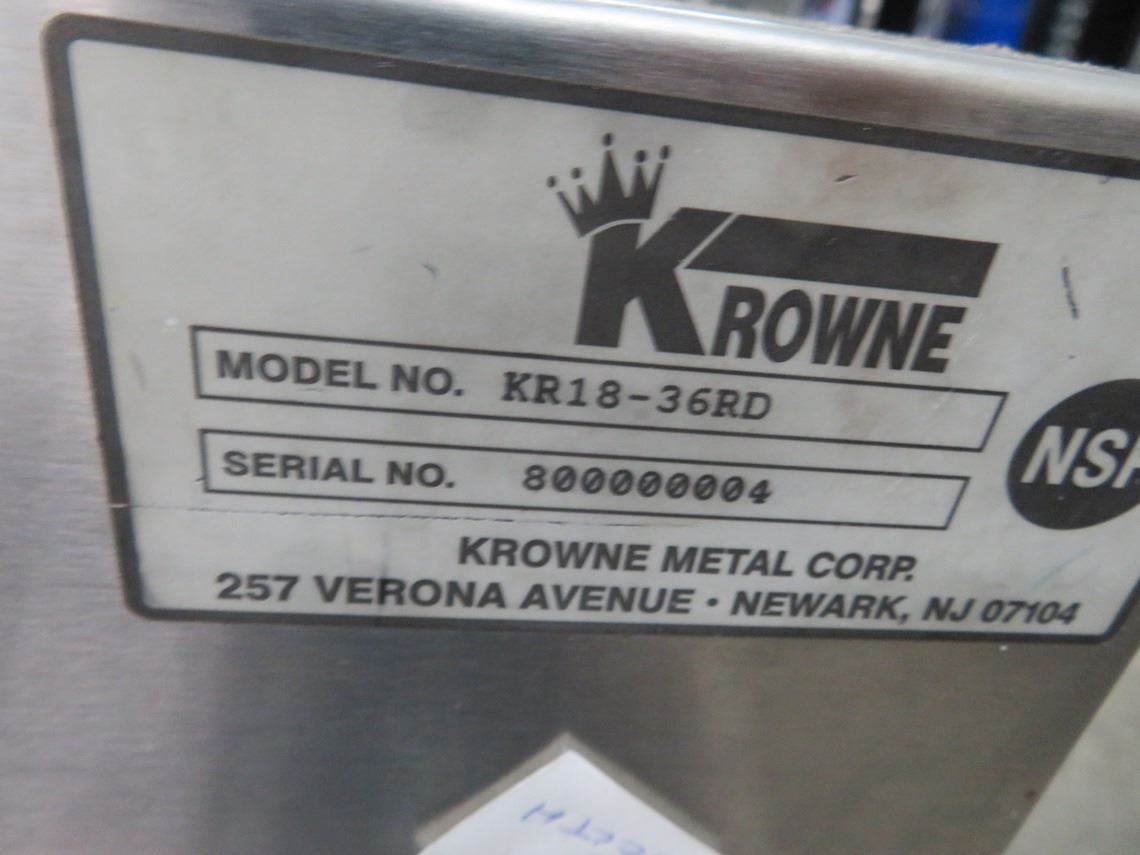 KROWNE
MODEL NO. KR18-36RD
SERIAL NO. 800000004
NSF
KROWNE METAL CORP.
257 VERONA AVENUE • NEWARK, NJ 07104